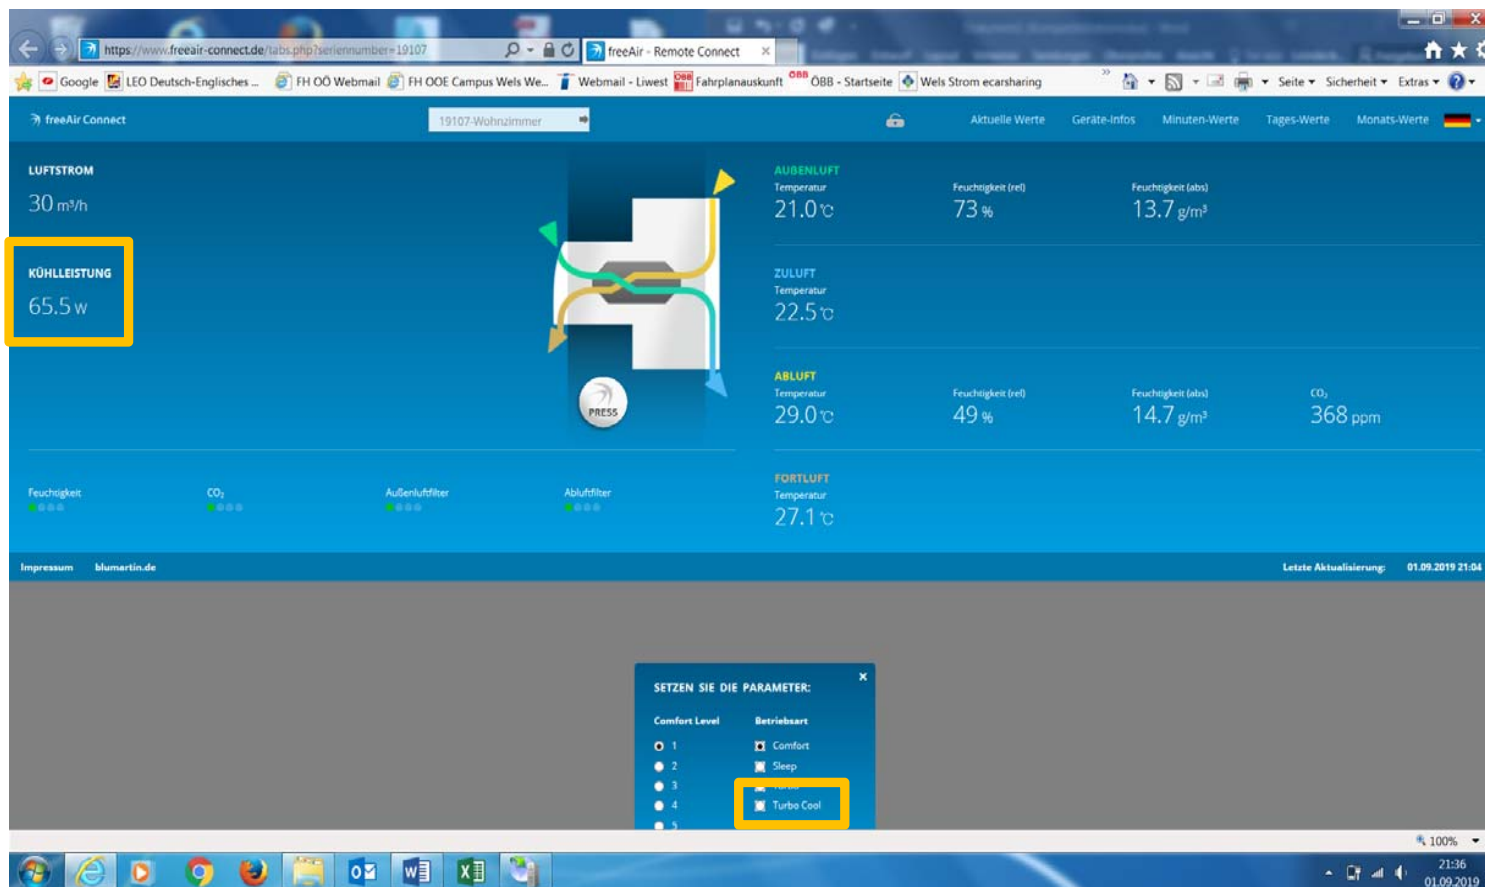 https://www.freeair-connect.de/tabs.php?seriennumber=19107
freeAir - Remote Connect
Google LEO Deutsch-Englisches ... FH OÖ Webmail FH OOE Campus Wels We... Webmail - Liwest Fahrplanauskunft ÖBB - Startseite Wels Strom ecarsharing » Seite Sicherheit Extras
freeAir Connect 19107-Wohnzimmer Aktuelle Werte Geräte-Infos Minuten-Werte Tages-Werte Monats-Werte
LUFTSTROM
30 m³/h
KÜHLLEISTUNG
65.5 W
PRESS
AUßENLUFT
Temperatur Feuchtigkeit (rel) Feuchtigkeit (abs)
21.0 °C 73 % 13.7 g/m³
ZULUFT
Temperatur
22.5 °C
ABLUFT
Temperatur Feuchtigkeit (rel) Feuchtigkeit (abs) CO₂
29.0 °C 49 % 14.7 g/m³ 368 ppm
FORTLUFT
Temperatur
27.1 °C
Feuchtigkeit CO₂ Außenluftfilter Abluftfilter
Impressum blumartin.de Letzte Aktualisierung: 01.09.2019 21:04
SETZEN SIE DIE PARAMETER: ×
Comfort Level Betriebsart
1 Comfort
2 Sleep
3
4 Turbo Cool
5
100%
21:36
01.09.2019